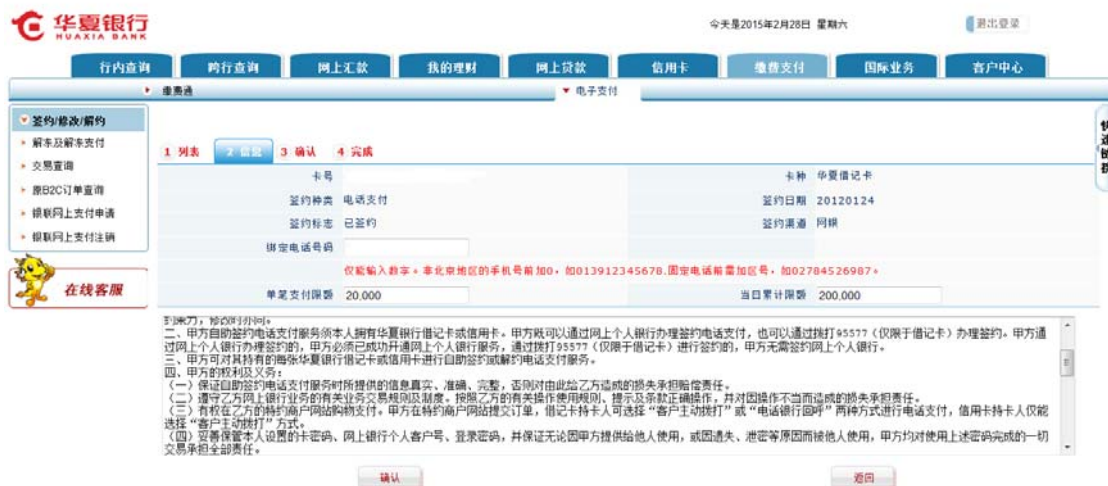 华夏银行
HUAXIA BANK
今天是2015年2月28日 星期六
退出登录
行内查询 跨行查询 网上汇款 我的理财 网上贷款 信用卡 缴费支付 国际业务 客户中心
缴费通 电子支付
签约/修改/解约
解冻及解冻支付
交易查询
原B2C订单查询
银联网上支付申请
银联网上支付注销
在线客服
1 列表 2 信息 3 确认 4 完成
卡号 卡种 华夏借记卡
签约种类 电话支付 签约日期 20120124
签约标志 已签约 签约渠道 网银
绑定电话号码
仅能输入数字。非北京地区的手机号前加0，如013912345678.固定电话前需加区号，如02784526987。
单笔支付限额 20,000 当日累计限额 200,000
二、甲方自助签约电话支付服务须本人拥有华夏银行借记卡或信用卡。甲方既可以通过网上个人银行办理签约电话支付，也可以通过拨打95577（仅限于借记卡）办理签约。甲方通
过网上个人银行办理签约的，甲方必须已成功开通网上个人银行服务，通过拨打95577（仅限于借记卡）进行签约的，甲方无需签约网上个人银行。
三、甲方可对其持有的每张华夏银行借记卡或信用卡进行自助签约或解约电话支付服务。
四、甲方的权利及义务：
（一）保证自助签约电话支付服务时所提供的信息真实、准确、完整，否则对由此给乙方造成的损失承担赔偿责任。
（二）遵守乙方网上银行业务的有关业务交易规则及制度。按照乙方的有关操作使用规则、提示及条款正确操作，并对因操作不当而造成的损失承担责任。
（三）有权在乙方的特约商户网站购物支付。甲方在特约商户网站提交订单，借记卡持卡人可选择“客户主动拨打”或“电话银行回呼”两种方式进行电话支付，信用卡持卡人仅能
选择“客户主动拨打”方式。
（四）妥善保管本人设置的卡密码、网上银行个人客户号、登录密码，并保证无论因甲方提供给他人使用，或因遗失、泄密等原因而被他人使用，甲方均对使用上述密码完成的一切
交易承担全部责任。
确认 返回